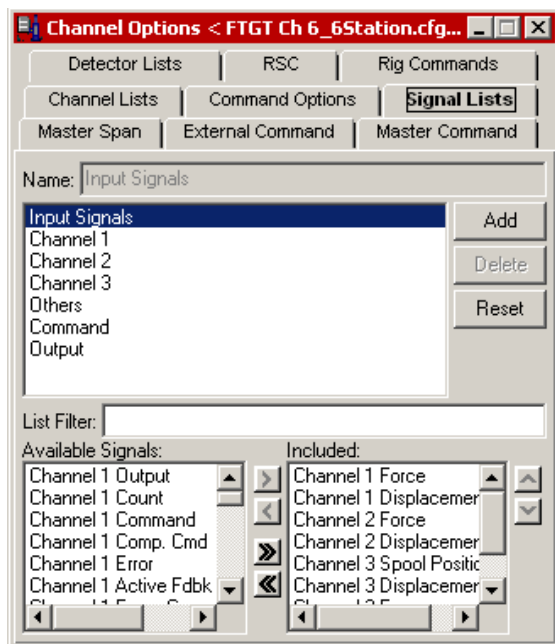 Channel Options < FTGT Ch 6_6Station.cfg...
Detector Lists RSC Rig Commands
Channel Lists Command Options Signal Lists
Master Span External Command Master Command
Name: Input Signals
Input Signals
Channel 1
Channel 2
Channel 3
Others
Command
Output
Add
Delete
Reset
List Filter:
Available Signals:
Channel 1 Output
Channel 1 Count
Channel 1 Command
Channel 1 Comp. Cmd
Channel 1 Error
Channel 1 Active Fdbk
Included:
Channel 1 Force
Channel 1 Displacemer
Channel 2 Force
Channel 2 Displacemer
Channel 3 Spool Positic
Channel 3 Displacemer